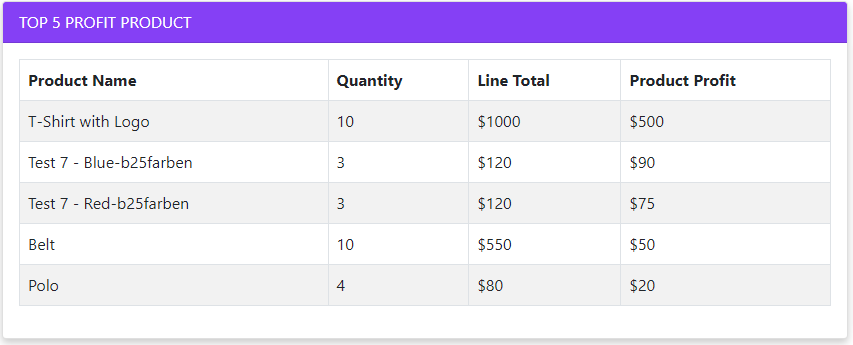 TOP 5 PROFIT PRODUCT
Product Name Quantity Line Total Product Profit
T-Shirt with Logo 10 $1000 $500
Test 7 - Blue-b25farben 3 $120 $90
Test 7 - Red-b25farben 3 $120 $75
Belt 10 $550 $50
Polo 4 $80 $20